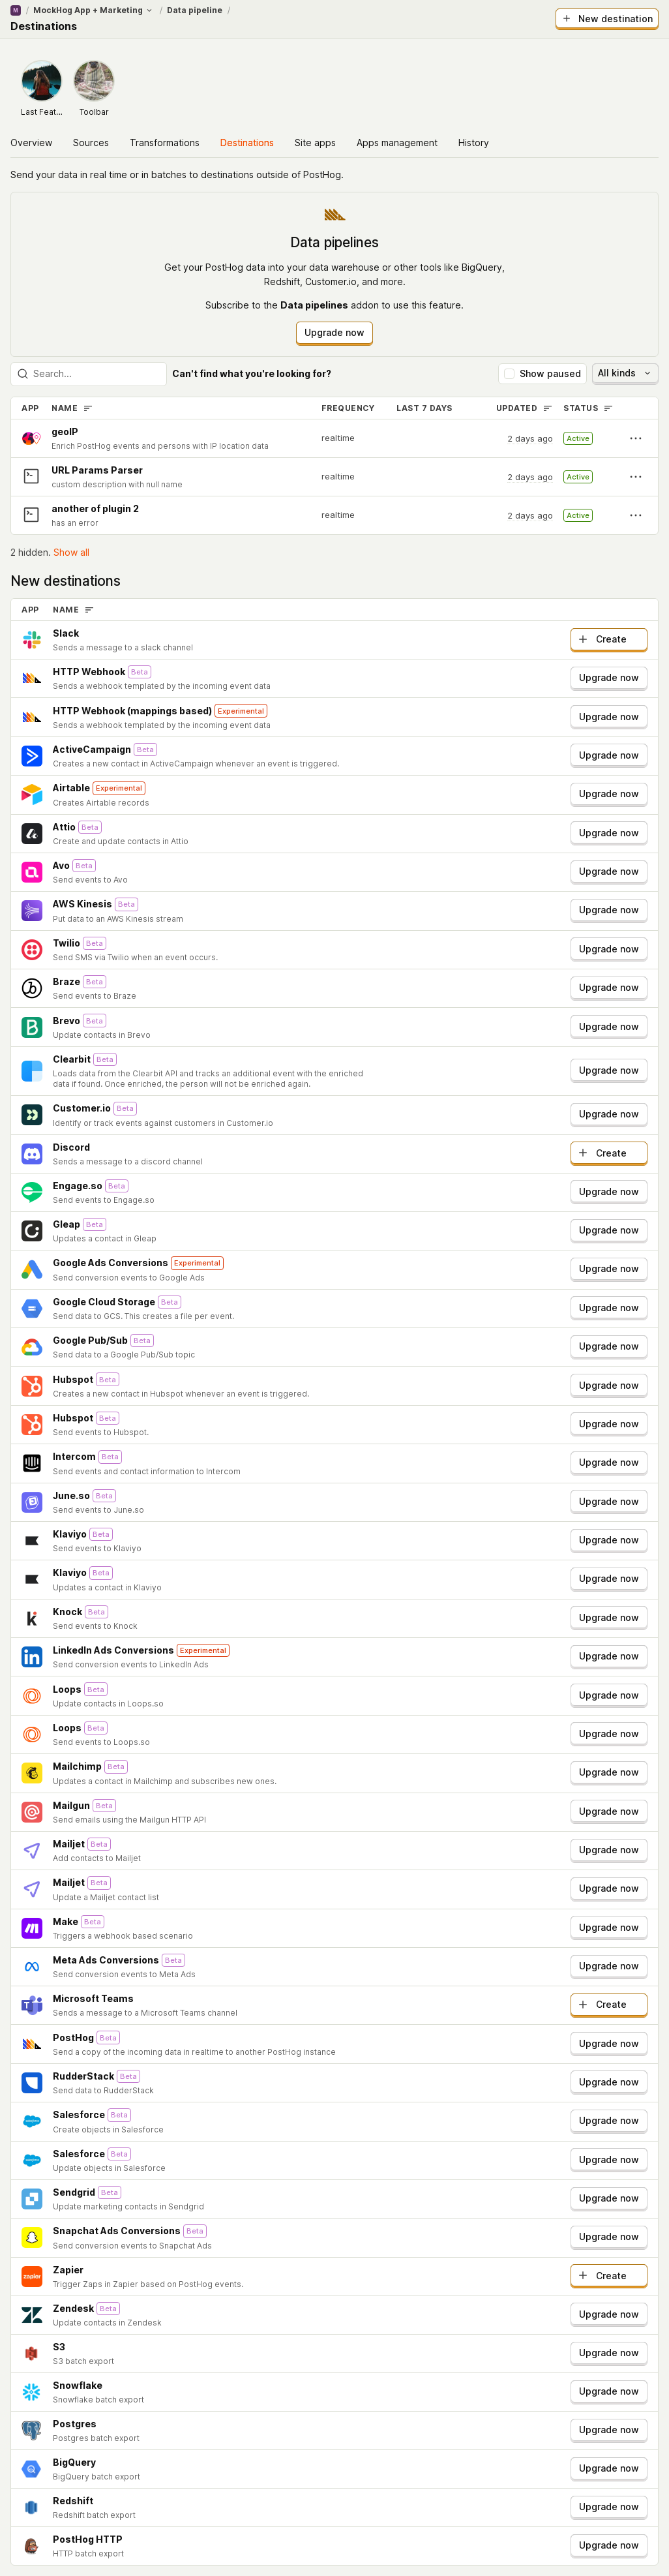 M / MockHog App + Marketing / Data pipeline /
Destinations
New destination
Last Feat...
Toolbar
Overview Sources Transformations Destinations Site apps Apps management History
Send your data in real time or in batches to destinations outside of PostHog.
Data pipelines
Get your PostHog data into your data warehouse or other tools like BigQuery,
Redshift, Customer.io, and more.
Subscribe to the Data pipelines addon to use this feature.
Upgrade now
Search...
Can't find what you're looking for?
Show paused
All kinds
APP NAME FREQUENCY LAST 7 DAYS UPDATED STATUS
geoIP
Enrich PostHog events and persons with IP location data
realtime 2 days ago Active
URL Params Parser
custom description with null name
realtime 2 days ago Active
another of plugin 2
has an error
realtime 2 days ago Active
2 hidden. Show all
New destinations
APP NAME
Slack
Sends a message to a slack channel
Create
HTTP Webhook Beta
Sends a webhook templated by the incoming event data
Upgrade now
HTTP Webhook (mappings based) Experimental
Sends a webhook templated by the incoming event data
Upgrade now
ActiveCampaign Beta
Creates a new contact in ActiveCampaign whenever an event is triggered.
Upgrade now
Airtable Experimental
Creates Airtable records
Upgrade now
Attio Beta
Create and update contacts in Attio
Upgrade now
Avo Beta
Send events to Avo
Upgrade now
AWS Kinesis Beta
Put data to an AWS Kinesis stream
Upgrade now
Twilio Beta
Send SMS via Twilio when an event occurs.
Upgrade now
Braze Beta
Send events to Braze
Upgrade now
Brevo Beta
Update contacts in Brevo
Upgrade now
Clearbit Beta
Loads data from the Clearbit API and tracks an additional event with the enriched
data if found. Once enriched, the person will not be enriched again.
Upgrade now
Customer.io Beta
Identify or track events against customers in Customer.io
Upgrade now
Discord
Sends a message to a discord channel
Create
Engage.so Beta
Send events to Engage.so
Upgrade now
Gleap Beta
Updates a contact in Gleap
Upgrade now
Google Ads Conversions Experimental
Send conversion events to Google Ads
Upgrade now
Google Cloud Storage Beta
Send data to GCS. This creates a file per event.
Upgrade now
Google Pub/Sub Beta
Send data to a Google Pub/Sub topic
Upgrade now
Hubspot Beta
Creates a new contact in Hubspot whenever an event is triggered.
Upgrade now
Hubspot Beta
Send events to Hubspot.
Upgrade now
Intercom Beta
Send events and contact information to Intercom
Upgrade now
June.so Beta
Send events to June.so
Upgrade now
Klaviyo Beta
Send events to Klaviyo
Upgrade now
Klaviyo Beta
Updates a contact in Klaviyo
Upgrade now
Knock Beta
Send events to Knock
Upgrade now
LinkedIn Ads Conversions Experimental
Send conversion events to LinkedIn Ads
Upgrade now
Loops Beta
Update contacts in Loops.so
Upgrade now
Loops Beta
Send events to Loops.so
Upgrade now
Mailchimp Beta
Updates a contact in Mailchimp and subscribes new ones.
Upgrade now
Mailgun Beta
Send emails using the Mailgun HTTP API
Upgrade now
Mailjet Beta
Add contacts to Mailjet
Upgrade now
Mailjet Beta
Update a Mailjet contact list
Upgrade now
Make Beta
Triggers a webhook based scenario
Upgrade now
Meta Ads Conversions Beta
Send conversion events to Meta Ads
Upgrade now
Microsoft Teams
Sends a message to a Microsoft Teams channel
Create
PostHog Beta
Send a copy of the incoming data in realtime to another PostHog instance
Upgrade now
RudderStack Beta
Send data to RudderStack
Upgrade now
Salesforce Beta
Create objects in Salesforce
Upgrade now
Salesforce Beta
Update objects in Salesforce
Upgrade now
Sendgrid Beta
Update marketing contacts in Sendgrid
Upgrade now
Snapchat Ads Conversions Beta
Send conversion events to Snapchat Ads
Upgrade now
zapier
Zapier
Trigger Zaps in Zapier based on PostHog events.
Create
Zendesk Beta
Update contacts in Zendesk
Upgrade now
S3
S3 batch export
Upgrade now
Snowflake
Snowflake batch export
Upgrade now
Postgres
Postgres batch export
Upgrade now
BigQuery
BigQuery batch export
Upgrade now
Redshift
Redshift batch export
Upgrade now
PostHog HTTP
HTTP batch export
Upgrade now